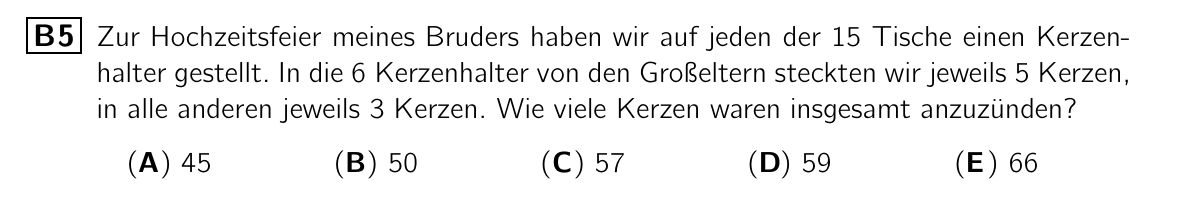 B5 Zur Hochzeitsfeier meines Bruders haben wir auf jeden der 15 Tische einen Kerzen-
halter gestellt. In die 6 Kerzenhalter von den Großeltern steckten wir jeweils 5 Kerzen,
in alle anderen jeweils 3 Kerzen. Wie viele Kerzen waren insgesamt anzuzünden?
(A) 45 (B) 50 (C) 57 (D) 59 (E) 66